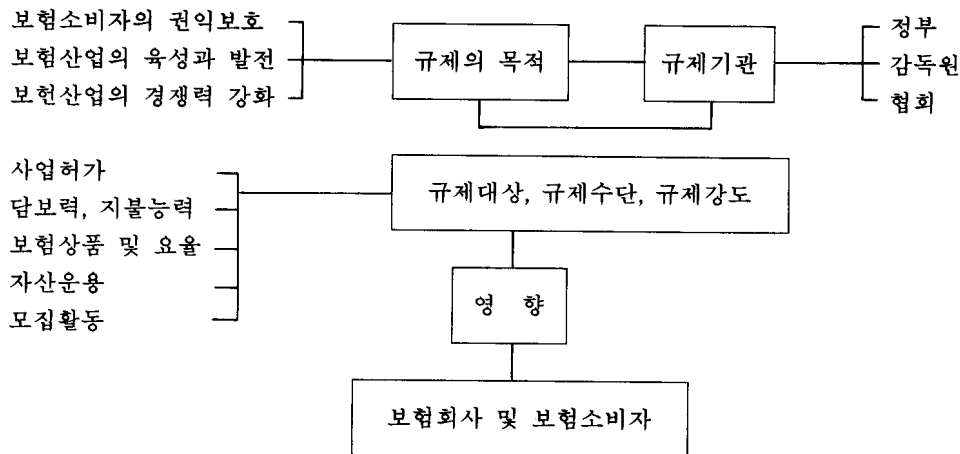 보험소비자의 권익보호
보험산업의 육성과 발전
보헌산업의 경쟁력 강화
규제의 목적
규제기관
정부
감독원
협회
사업허가
담보력, 지불능력
보험상품 및 요율
자산운용
모집활동
규제대상, 규제수단, 규제강도
영 향
보험회사 및 보험소비자